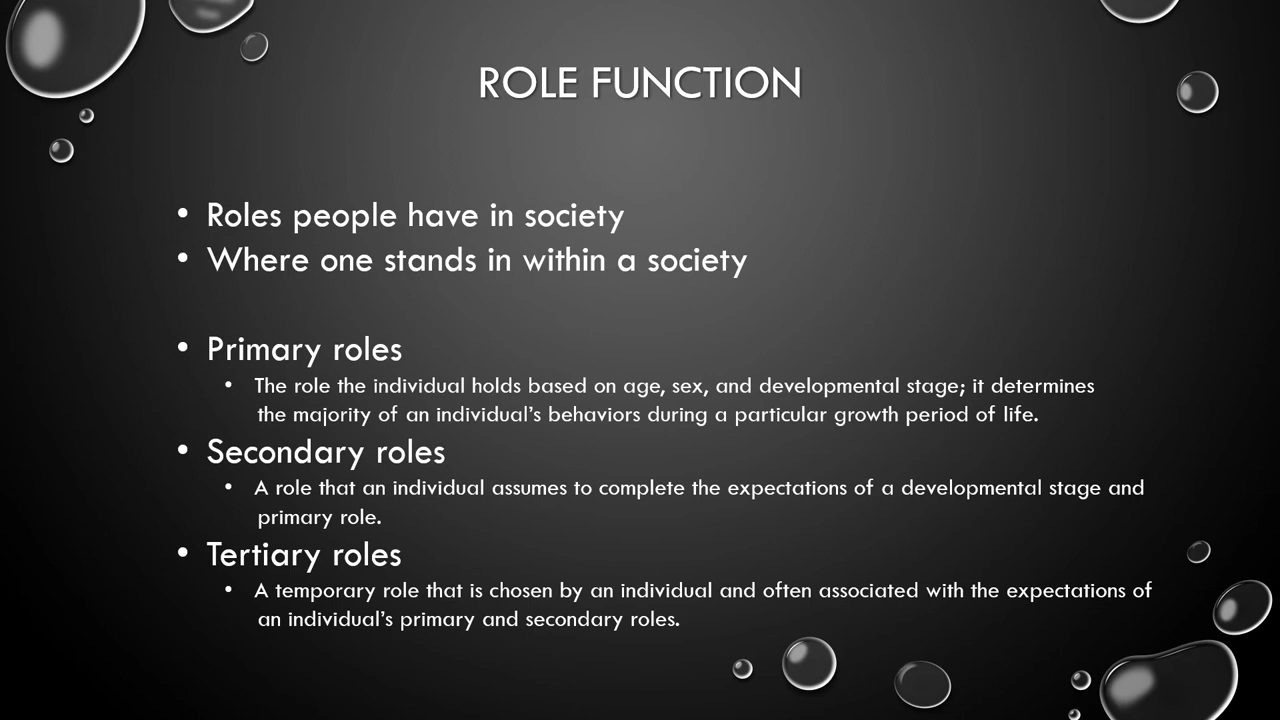 ROLE FUNCTION
• Roles people have in society
• Where one stands in within a society
• Primary roles
• The role the individual holds based on age, sex, and developmental stage; it determines
the majority of an individual's behaviors during a particular growth period of life.
• Secondary roles
• A role that an individual assumes to complete the expectations of a developmental stage and
primary role.
• Tertiary roles
• A temporary role that is chosen by an individual and often associated with the expectations of
an individual's primary and secondary roles.